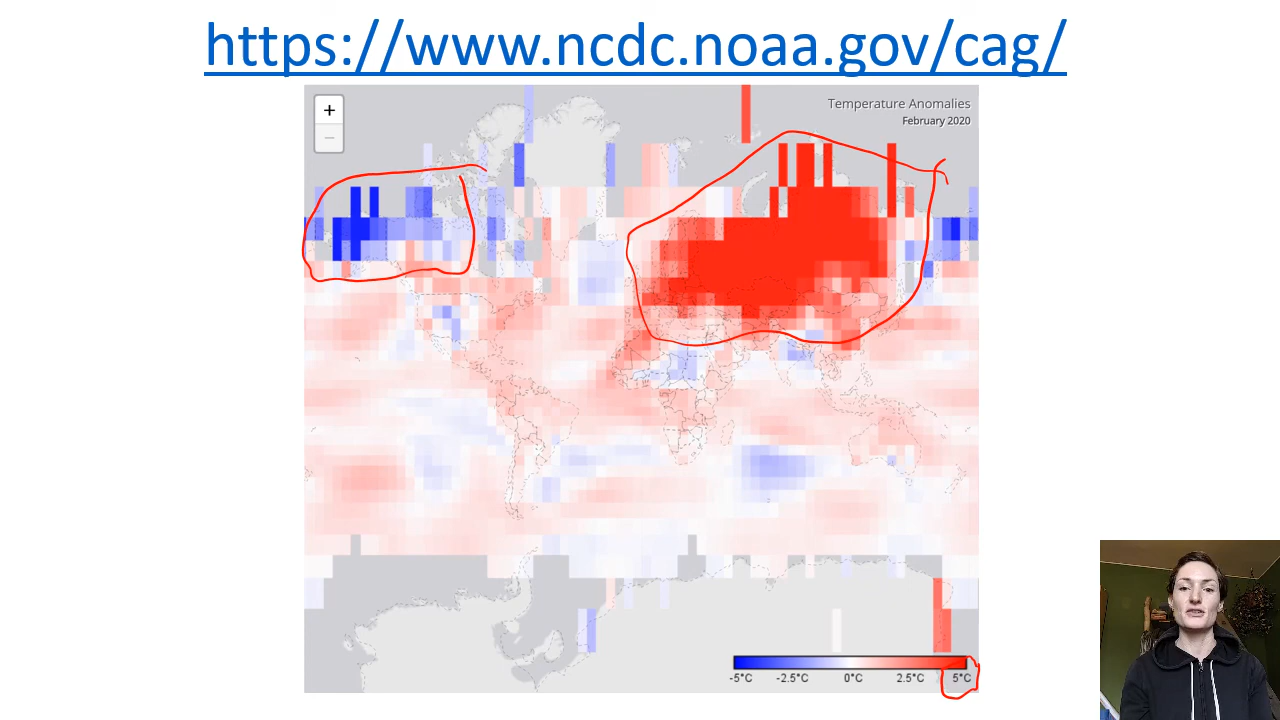 https://www.ncdc.noaa.gov/cag/
+
−
Temperature Anomalies
February 2020
-5°C -2.5°C 0°C 2.5°C 5°C